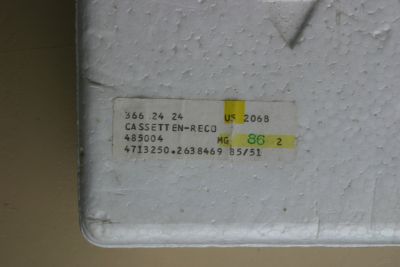 366 24 24 US 2068
CASSETTEN-RECO
485004 MG 86 2
4713250.2638469 85/51